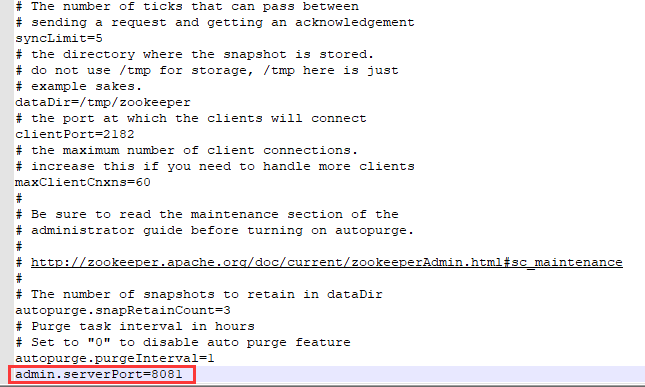 # The number of ticks that can pass between
# sending a request and getting an acknowledgement
syncLimit=5
# the directory where the snapshot is stored.
# do not use /tmp for storage, /tmp here is just
# example sakes.
dataDir=/tmp/zookeeper
# the port at which the clients will connect
clientPort=2182
# the maximum number of client connections.
# increase this if you need to handle more clients
maxClientCnxns=60
#
# Be sure to read the maintenance section of the
# administrator guide before turning on autopurge.
#
# http://zookeeper.apache.org/doc/current/zookeeperAdmin.html#sc_maintenance
#
# The number of snapshots to retain in dataDir
autopurge.snapRetainCount=3
# Purge task interval in hours
# Set to "0" to disable auto purge feature
autopurge.purgeInterval=1
admin.serverPort=8081